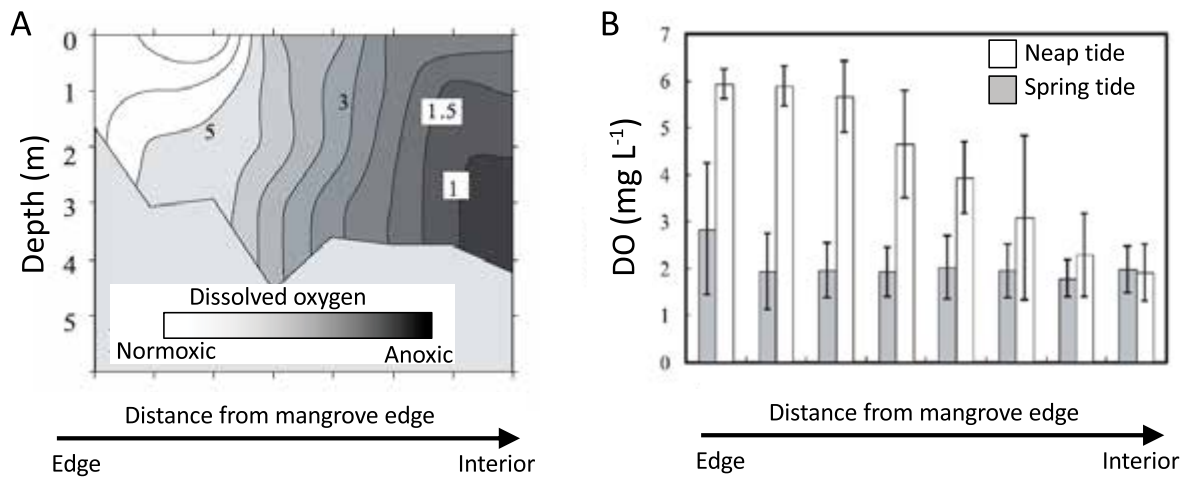 A
Depth (m)
0
1
2
3
4
5
5
3
1.5
1
Dissolved oxygen
Normoxic
Anoxic
Distance from mangrove edge
Edge
Interior
B
DO (mg L-1)
7
6
5
4
3
2
1
0
Neap tide
Spring tide
Distance from mangrove edge
Edge
Interior